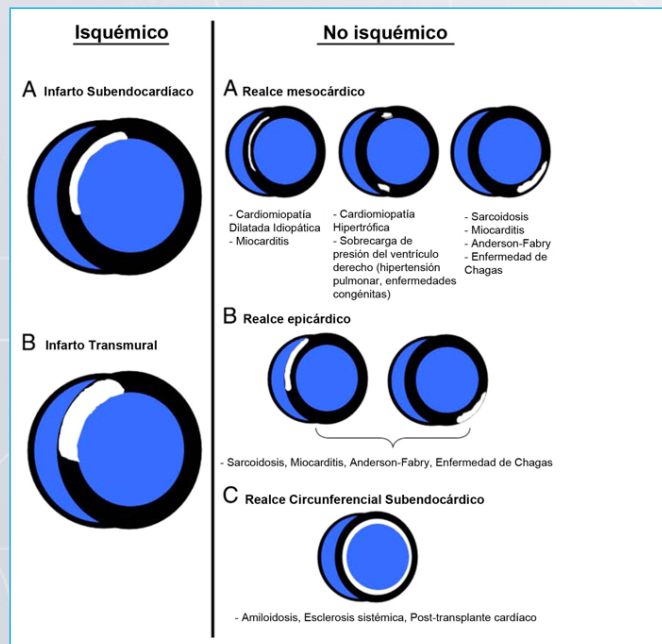 Isquémico
A Infarto Subendocardíaco
B Infarto Transmural
No isquémico
A Realce mesocárdico
- Cardiomiopatía
Dilatada Idiopática
- Miocarditis
- Cardiomiopatía
Hipertrófica
- Sobrecarga de
presión del ventrículo
derecho (hipertensión
pulmonar, enfermedades
congénitas)
- Sarcoidosis
- Miocarditis
- Anderson-Fabry
- Enfermedad de
Chagas
B Realce epicárdico
- Sarcoidosis, Miocarditis, Anderson-Fabry, Enfermedad de Chagas
C Realce Circunferencial Subendocárdico
- Amiloidosis, Esclerosis sistémica, Post-transplante cardíaco